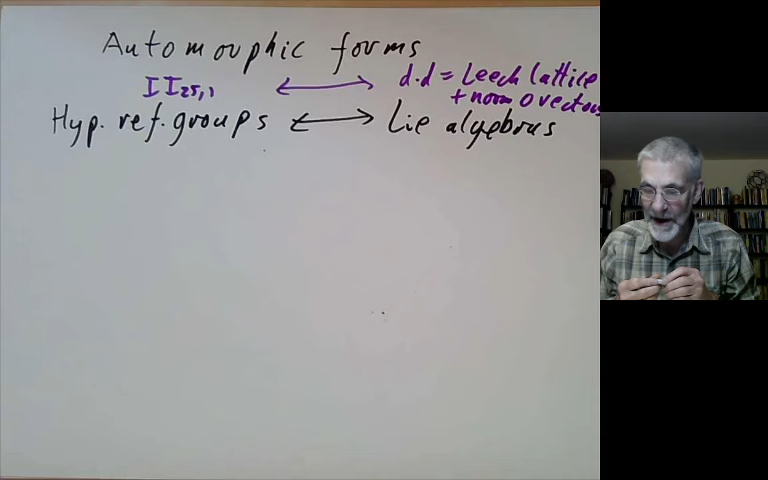 Automorphic forms
II25,1 ⟷ d.d = Leech lattice
+ norm 0 vectors
Hyp. ref. groups ⟷ Lie algebras